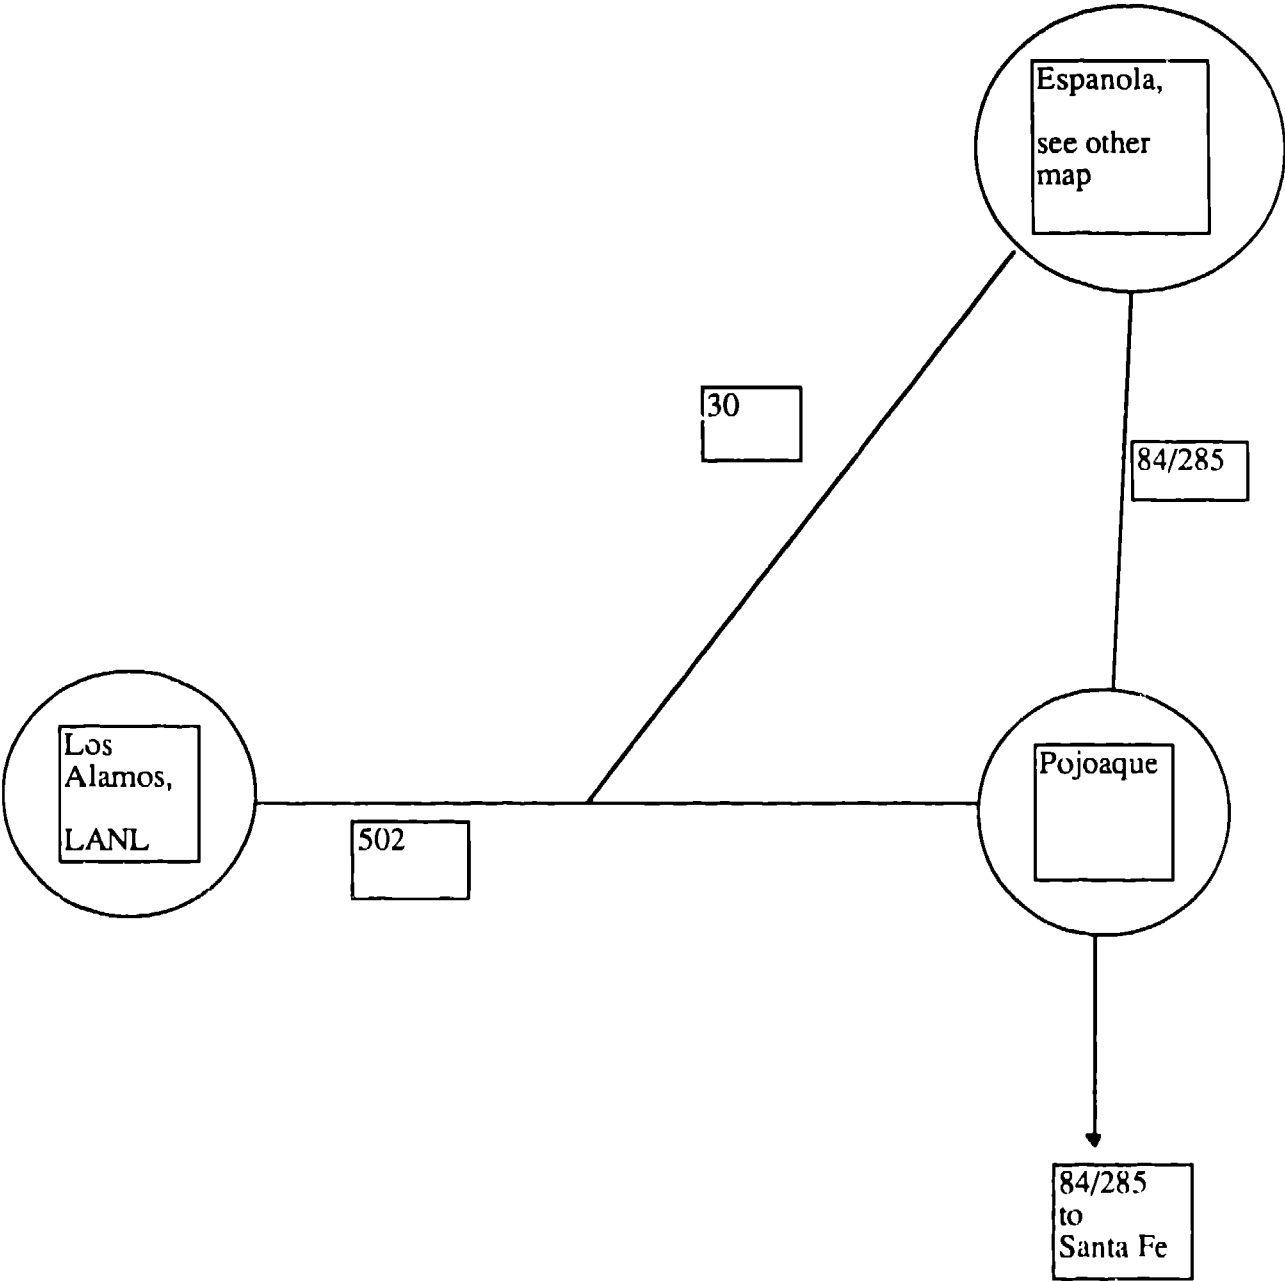 Espanola,
see other
map
30
84/285
Los
Alamos,
LANL
502
Pojoaque
84/285
to
Santa Fe